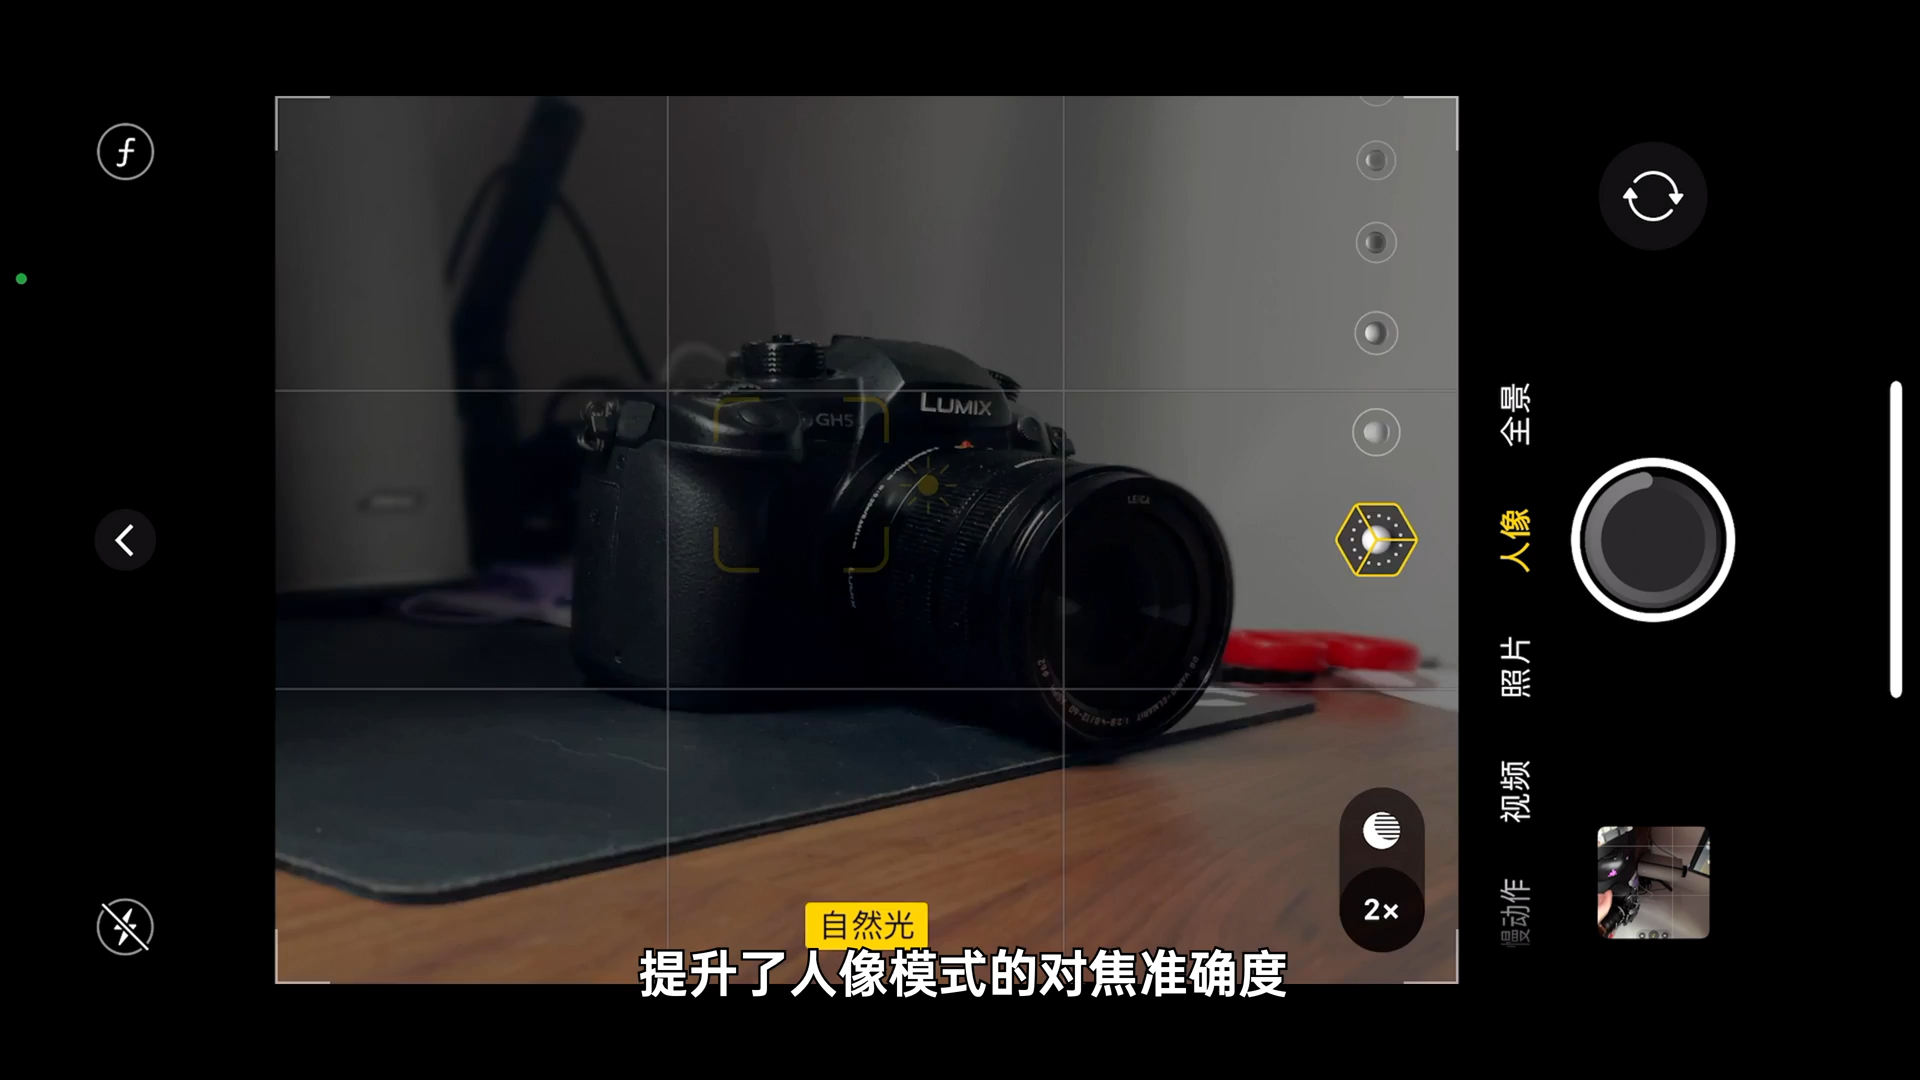 f
LUMIX
GH5
LEICA
全景
人像
照片
视频
慢动作
2×
自然光
提升了人像模式的对焦准确度